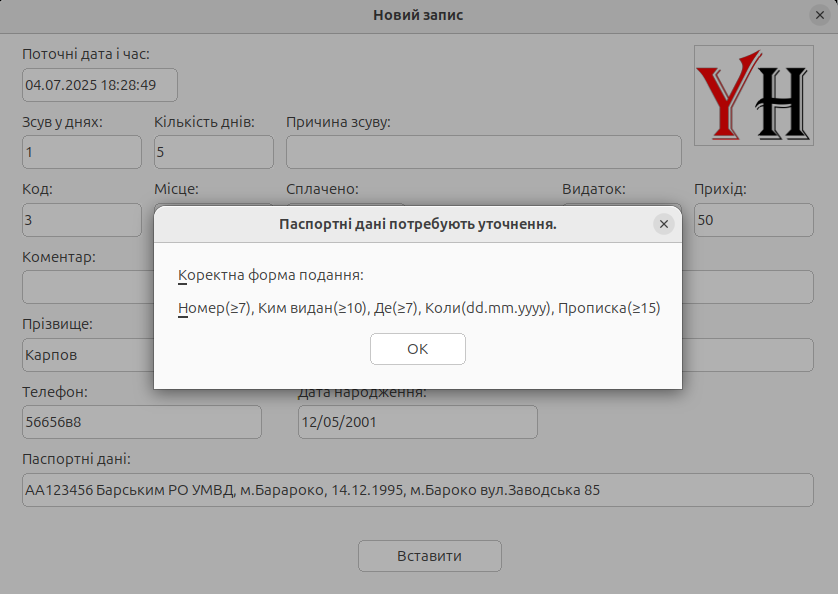 Новий запис
Поточні дата і час:
04.07.2025 18:28:49
УН
Зсув у днях:
Кількість днів:
Причина зсуву:
1
5
Код:
Місце:
Сплачено:
Видаток:
Прихід:
3
50
Паспортні дані потребують уточнення.
Коментар:
Коректна форма подання:
Номер(≥7), Ким видан(≥10), Де(≥7), Коли(dd.mm.yyyy), Прописка(≥15)
Прізвище:
OK
Карпов
Телефон:
Дата народження:
56656в8
12/05/2001
Паспортні дані:
АА123456 Барським РО УМВД, м.Барароко, 14.12.1995, м.Бароко вул.Заводська 85
Вставити